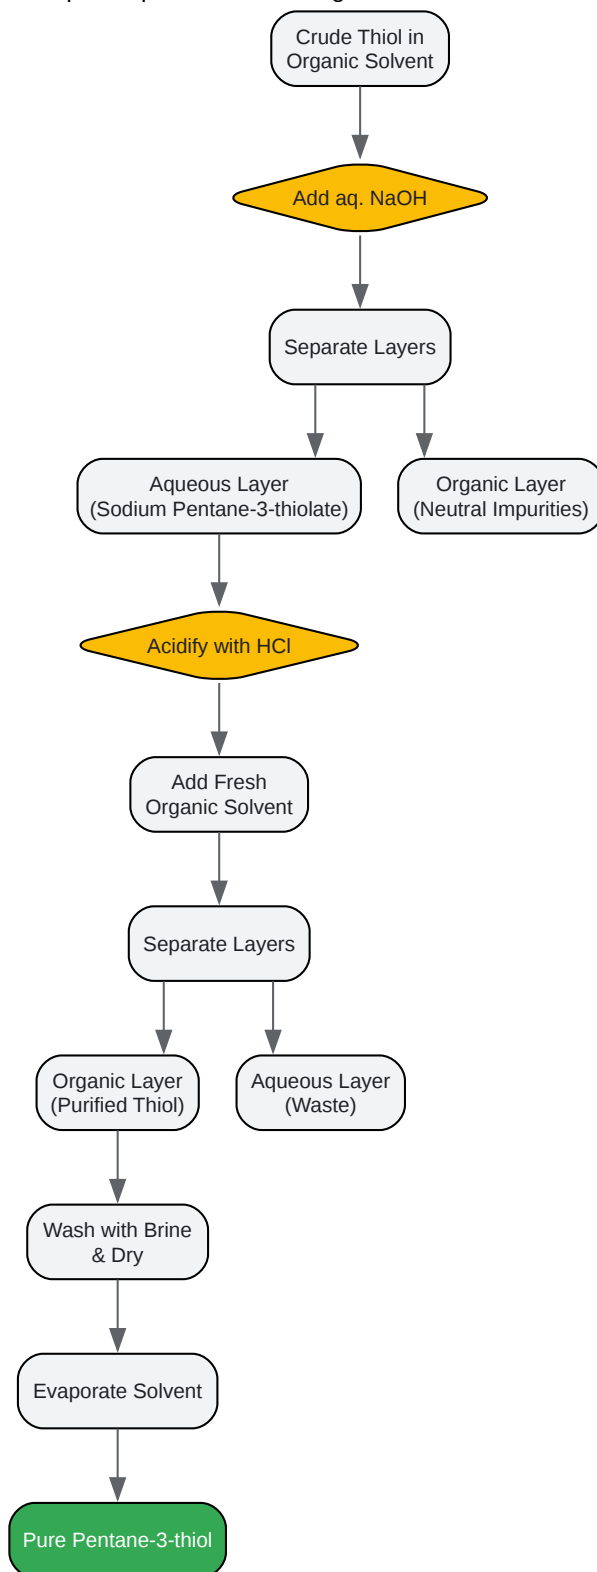 Crude Thiol in
Organic Solvent
Add aq. NaOH
Separate Layers
Aqueous Layer
(Sodium Pentane-3-thiolate)
Organic Layer
(Neutral Impurities)
Acidify with HCl
Add Fresh
Organic Solvent
Separate Layers
Organic Layer
(Purified Thiol)
Aqueous Layer
(Waste)
Wash with Brine
& Dry
Evaporate Solvent
Pure Pentane-3-thiol